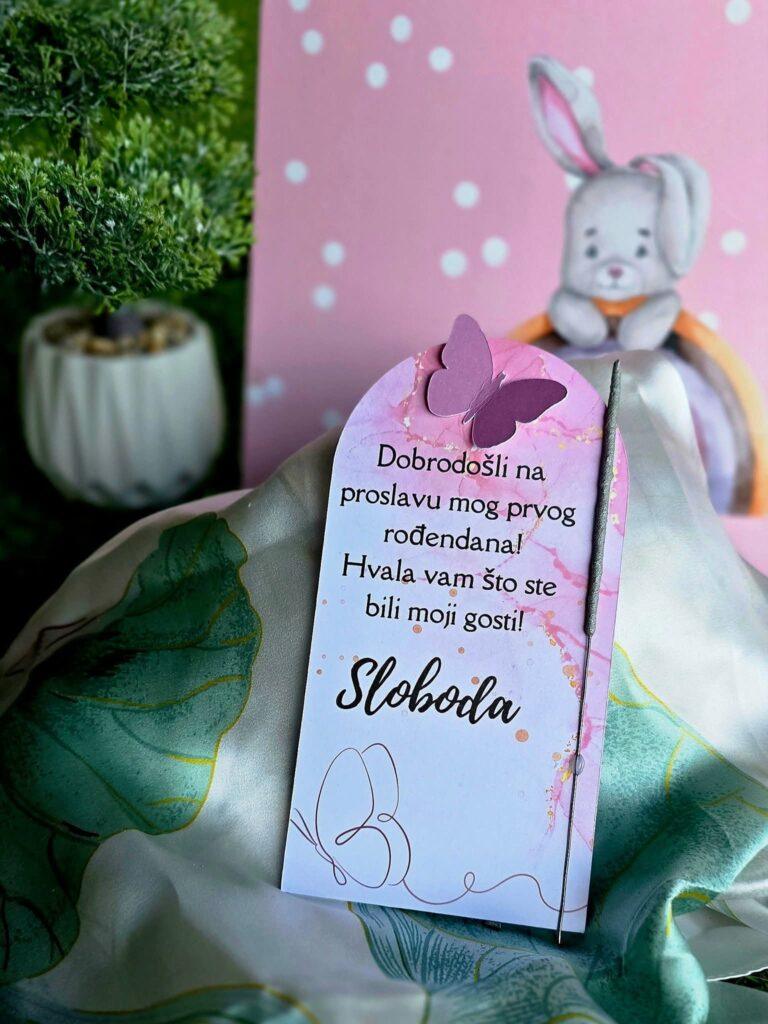 Dobrodošli na
proslavu mog prvog
rođendana!
Hvala vam što ste
bili moji gosti!
Sloboda